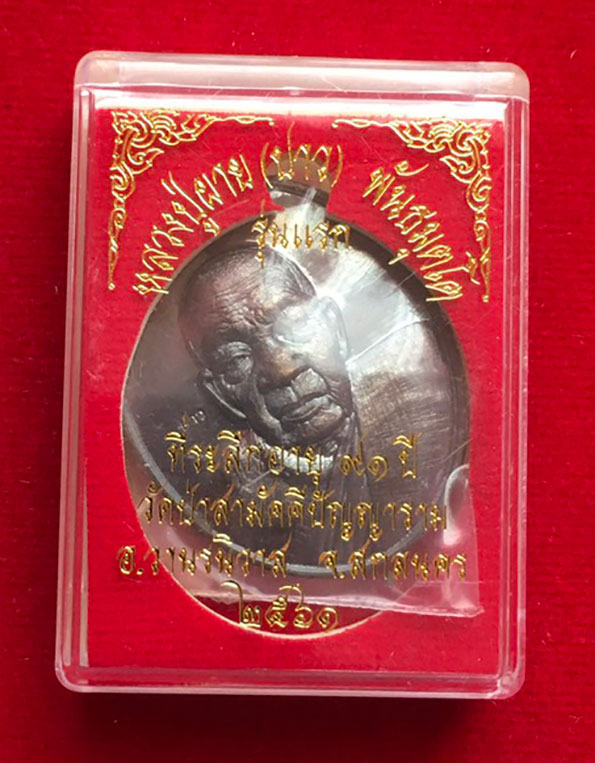 หลวงปู่ผาย (ปาว) พันธุมุตโต
รุ่นแรก
ที่ระลึกอายุ ๙๑ ปี
วัดป่าสามัคคีปัญญาราม
อ.วานรนิวาส จ.สกลนคร
๒๕๖๑